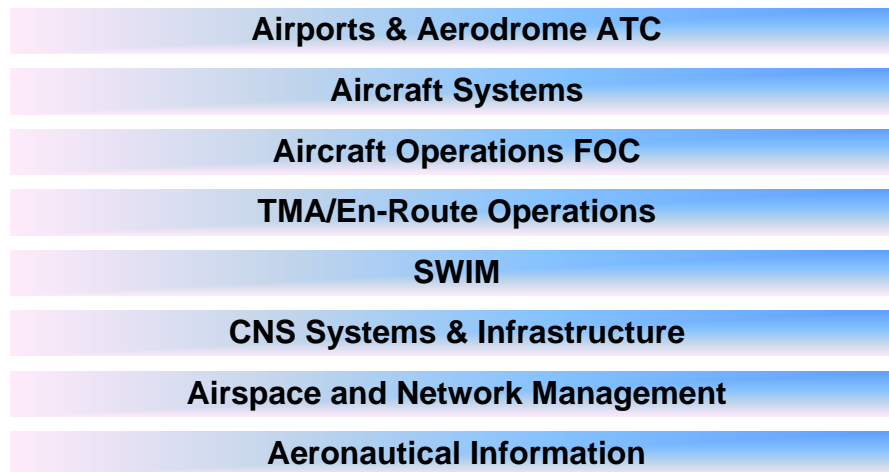 Airports & Aerodrome ATC
Aircraft Systems
Aircraft Operations FOC
TMA/En-Route Operations
SWIM
CNS Systems & Infrastructure
Airspace and Network Management
Aeronautical Information